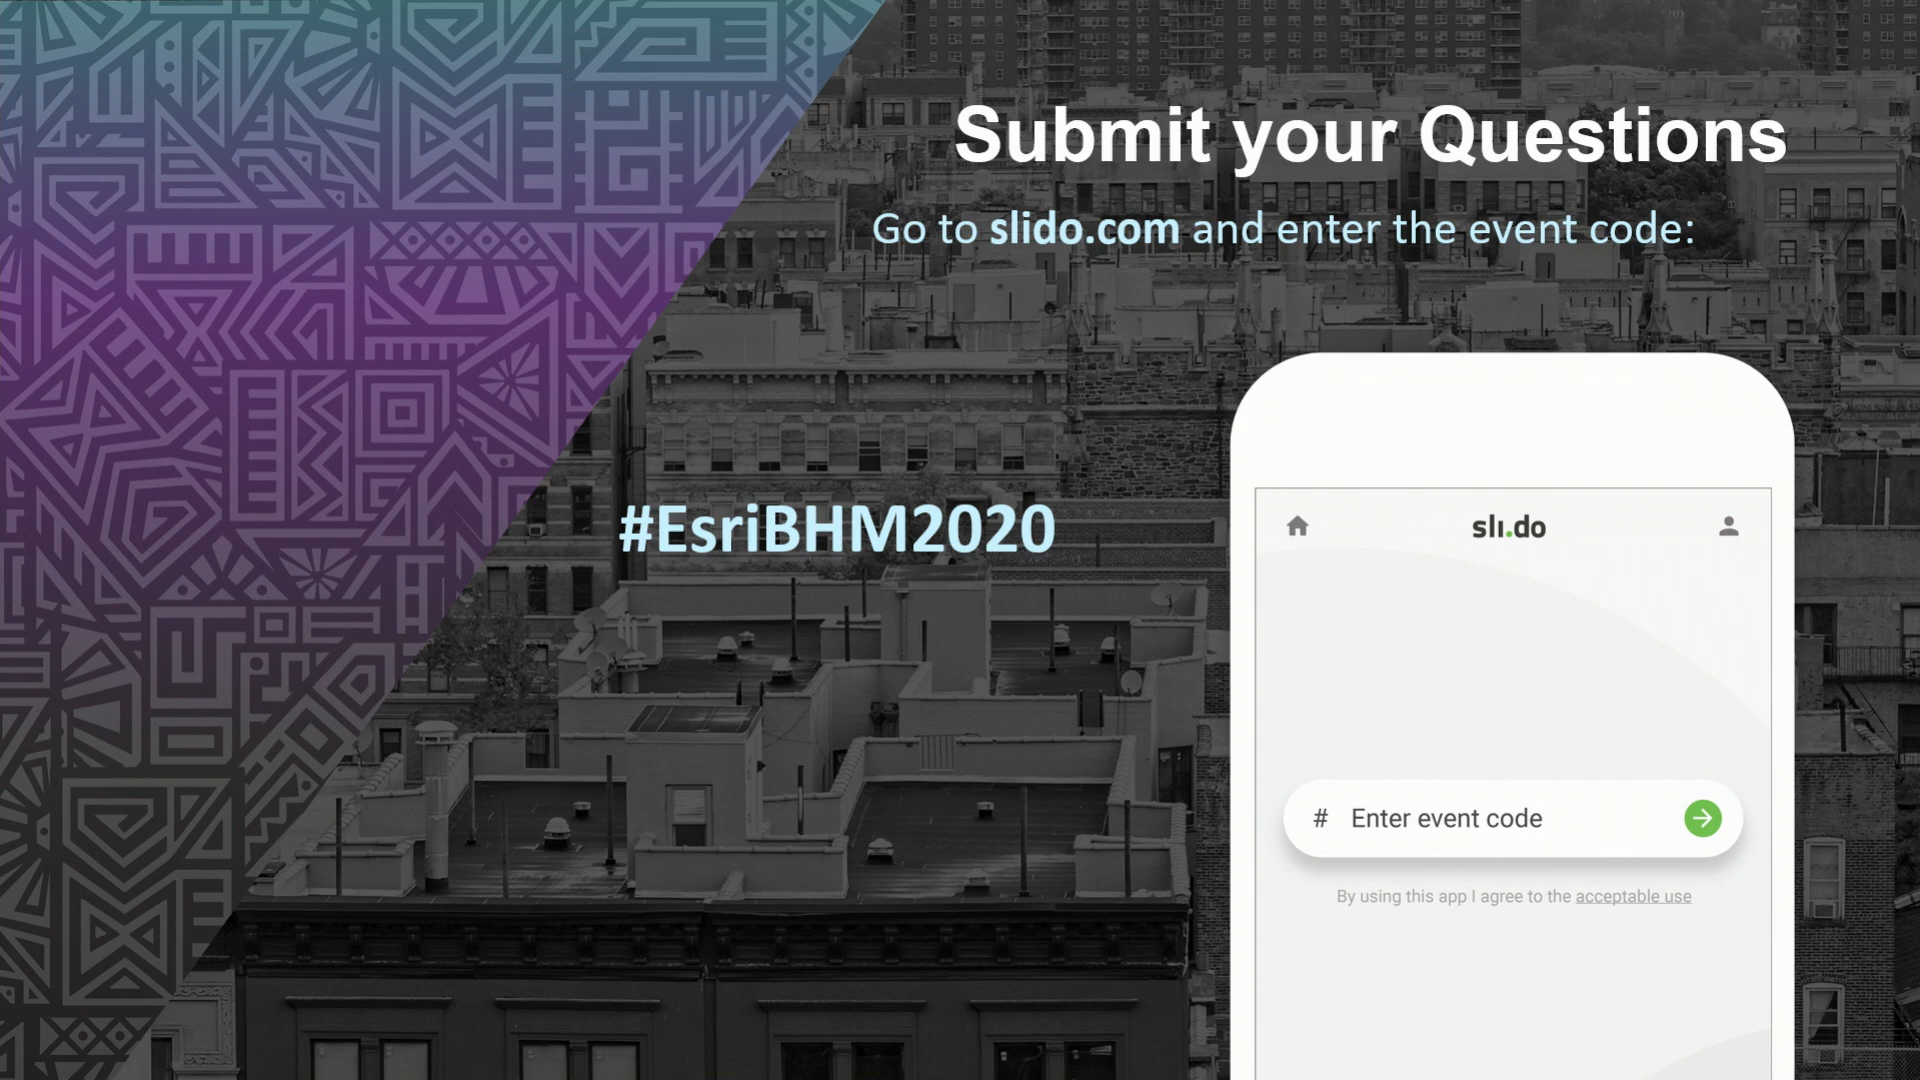 Submit your Questions
Go to slido.com and enter the event code:
#EsriBHM2020
sli.do
# Enter event code
By using this app I agree to the acceptable use